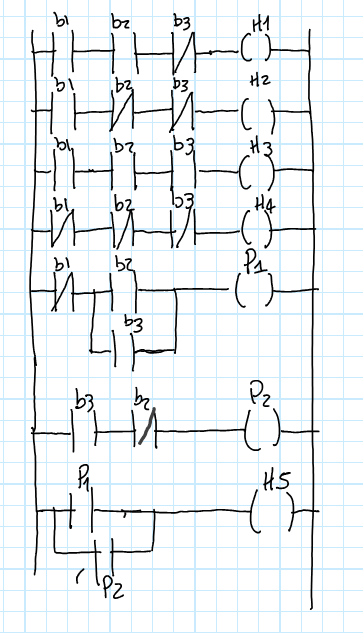 b1 b2 b3 H1
b1 b2 b3 H2
b1 b2 b3 H3
b1 b2 b3 H4
b1 b2 P1
b3
b3 b2 P2
P1 H5
P2